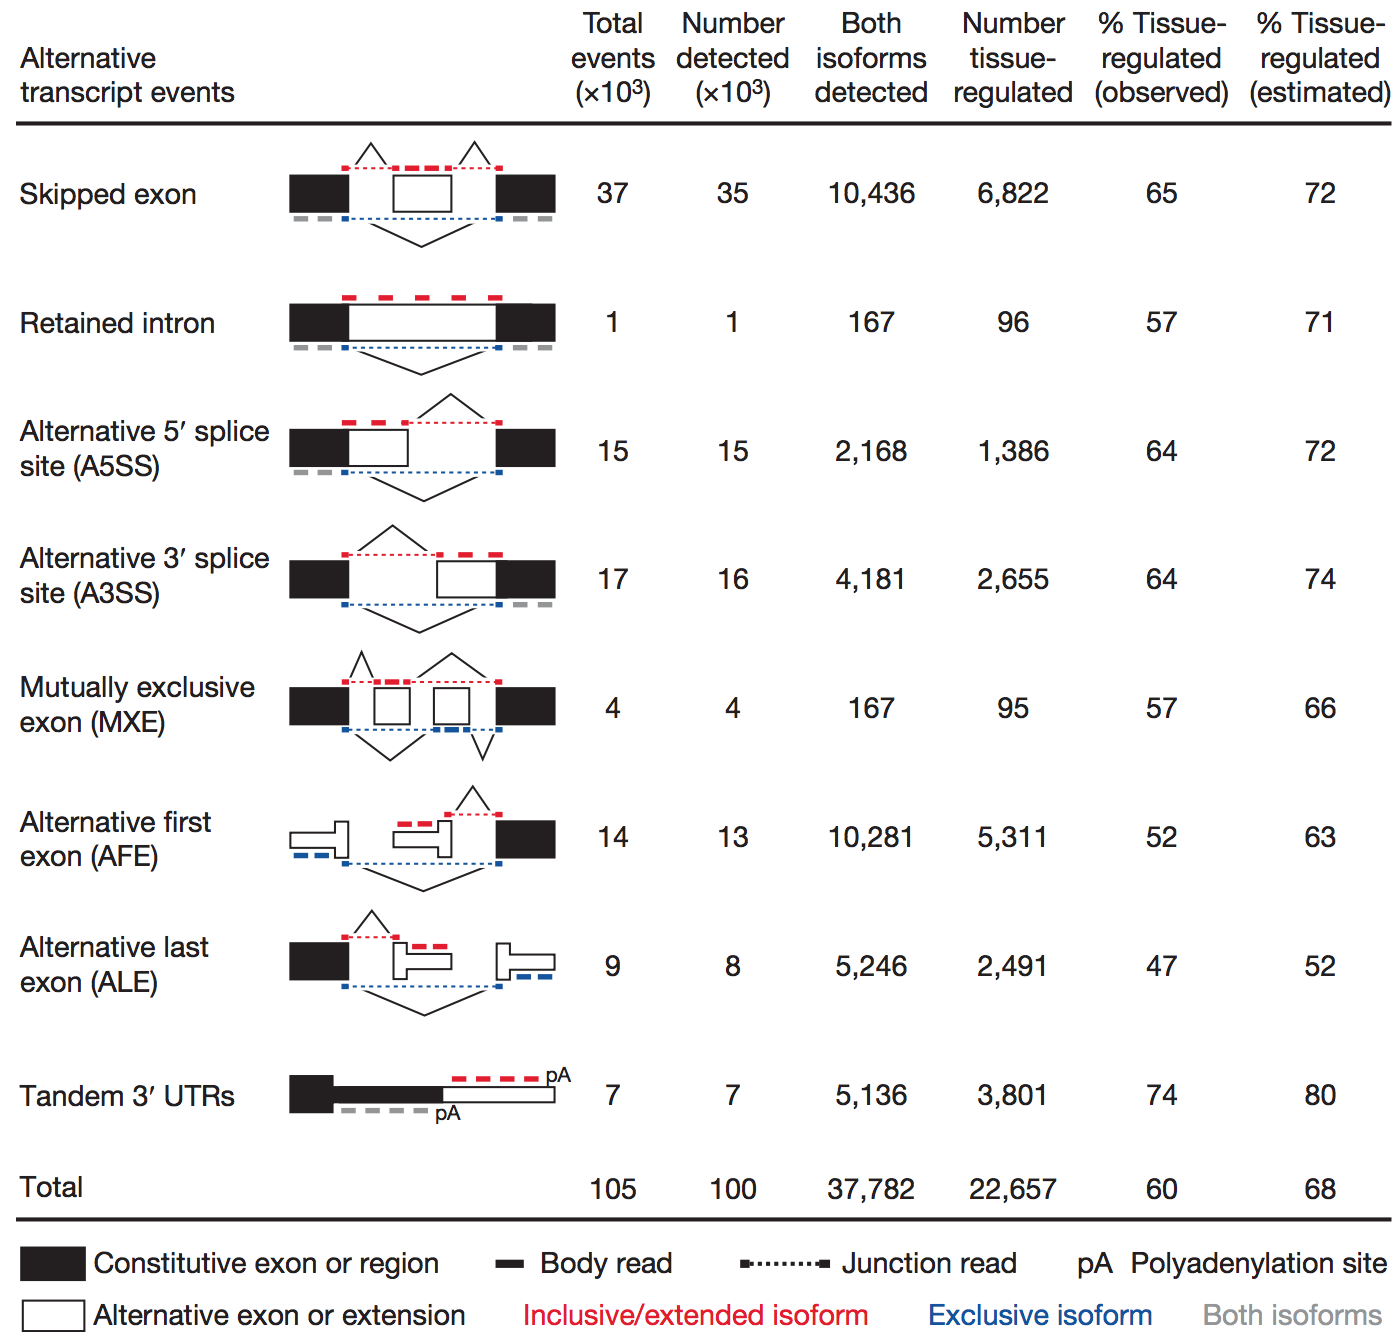 Alternative transcript events	Total events (×10³)	Number detected (×10³)	Both isoforms detected	Number tissue-regulated	% Tissue-regulated (observed)	% Tissue-regulated (estimated)
Skipped exon	37	35	10,436	6,822	65	72
Retained intron	1	1	167	96	57	71
Alternative 5′ splice site (A5SS)	15	15	2,168	1,386	64	72
Alternative 3′ splice site (A3SS)	17	16	4,181	2,655	64	74
Mutually exclusive exon (MXE)	4	4	167	95	57	66
Alternative first exon (AFE)	14	13	10,281	5,311	52	63
Alternative last exon (ALE)	9	8	5,246	2,491	47	52
Tandem 3′ UTRs	pA	pA	7	7	5,136	3,801	74	80
Total	105	100	37,782	22,657	60	68
Constitutive exon or region	Body read	Junction read	pA Polyadenylation site
Alternative exon or extension	Inclusive/extended isoform	Exclusive isoform	Both isoforms